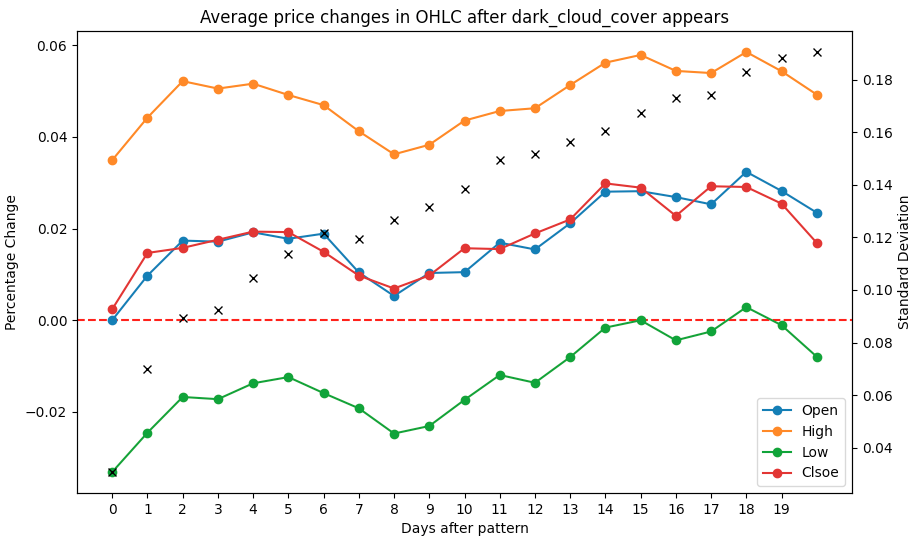 Average price changes in OHLC after dark_cloud_cover appears
0.06
0.04
0.02
0.00
−0.02
Percentage Change
0.18
0.16
0.14
0.12
0.10
0.08
0.06
0.04
Standard Deviation
Open
High
Low
Clsoe
0 1 2 3 4 5 6 7 8 9 10 11 12 13 14 15 16 17 18 19
Days after pattern